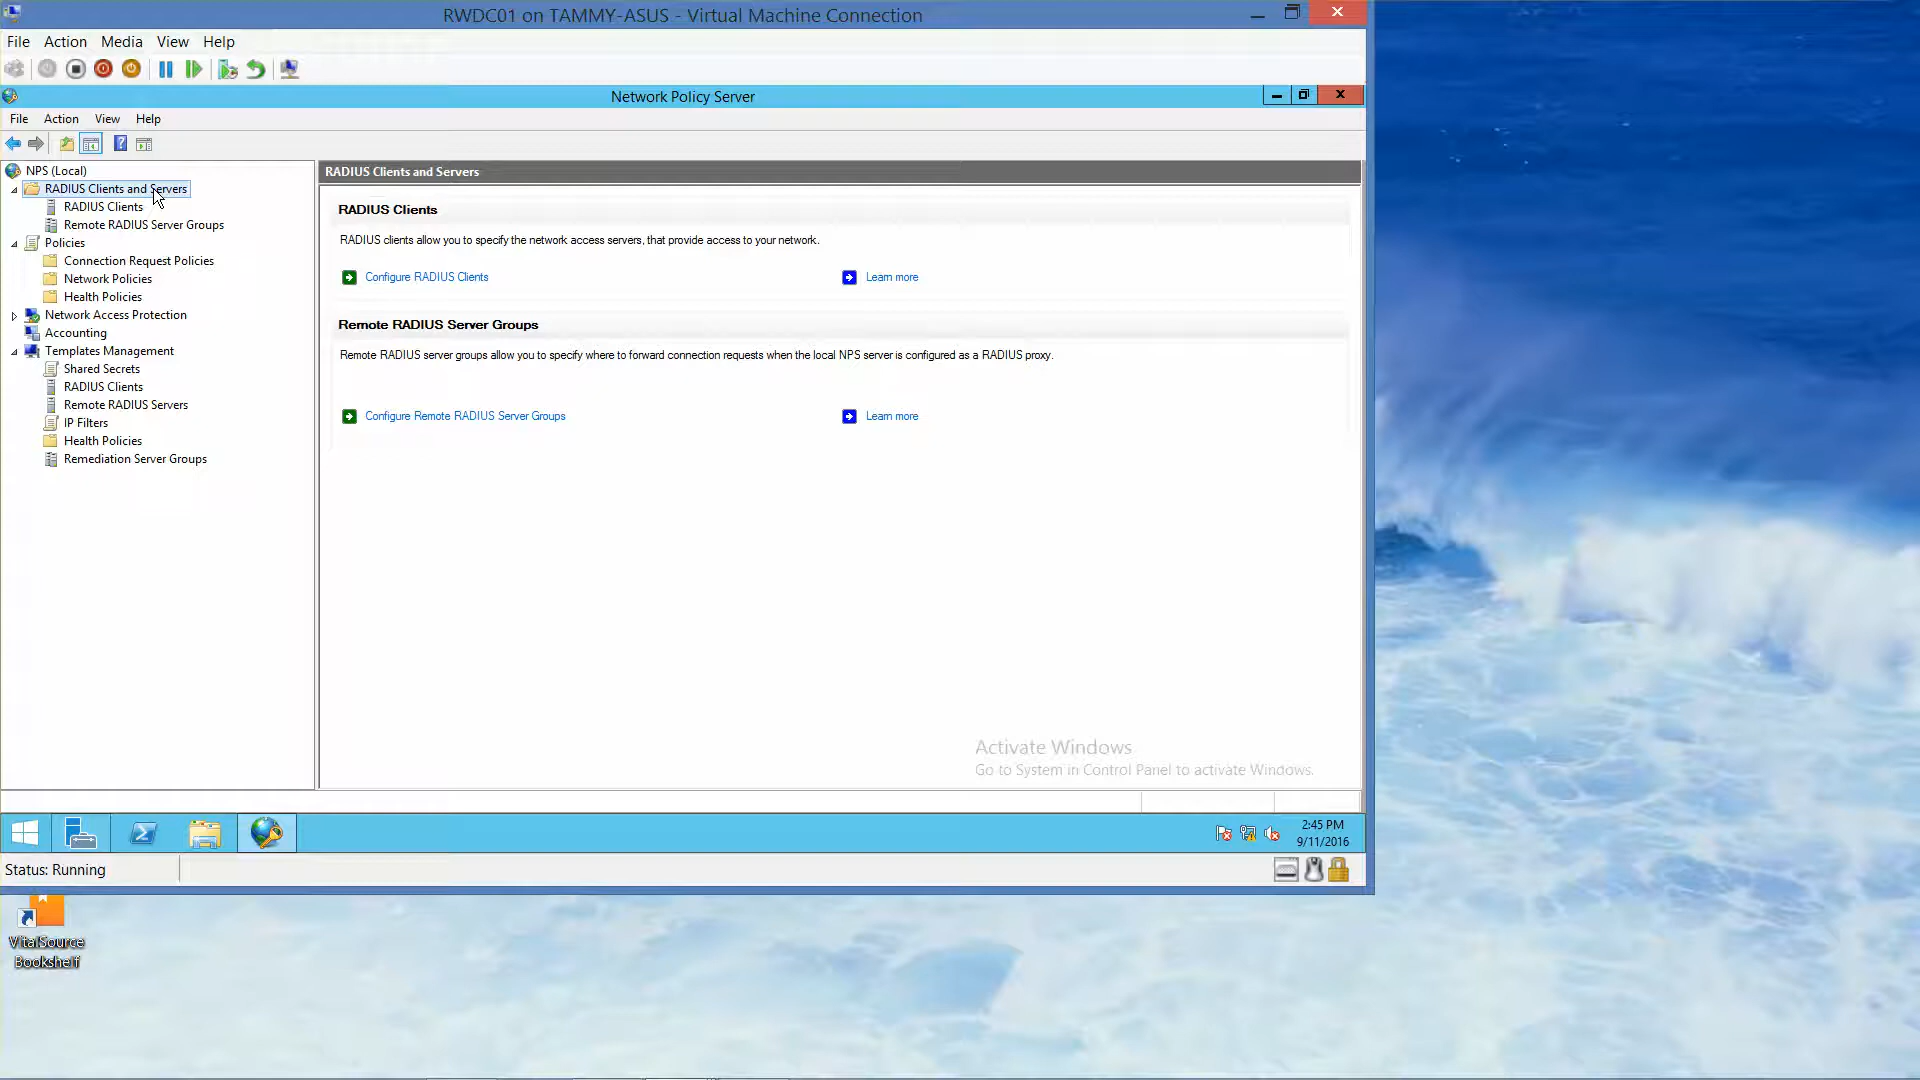 RWDC01 on TAMMY-ASUS - Virtual Machine Connection
File Action Media View Help
Network Policy Server
File Action View Help
NPS (Local)
RADIUS Clients and Servers
RADIUS Clients
Remote RADIUS Server Groups
Policies
Connection Request Policies
Network Policies
Health Policies
Network Access Protection
Accounting
Templates Management
Shared Secrets
RADIUS Clients
Remote RADIUS Servers
IP Filters
Health Policies
Remediation Server Groups
RADIUS Clients and Servers
RADIUS Clients
RADIUS clients allow you to specify the network access servers, that provide access to your network.
Configure RADIUS Clients
Learn more
Remote RADIUS Server Groups
Remote RADIUS server groups allow you to specify where to forward connection requests when the local NPS server is configured as a RADIUS proxy.
Configure Remote RADIUS Server Groups
Learn more
Activate Windows
Go to System in Control Panel to activate Windows.
2:45 PM
9/11/2016
Status: Running
VitalSource
Bookshelf